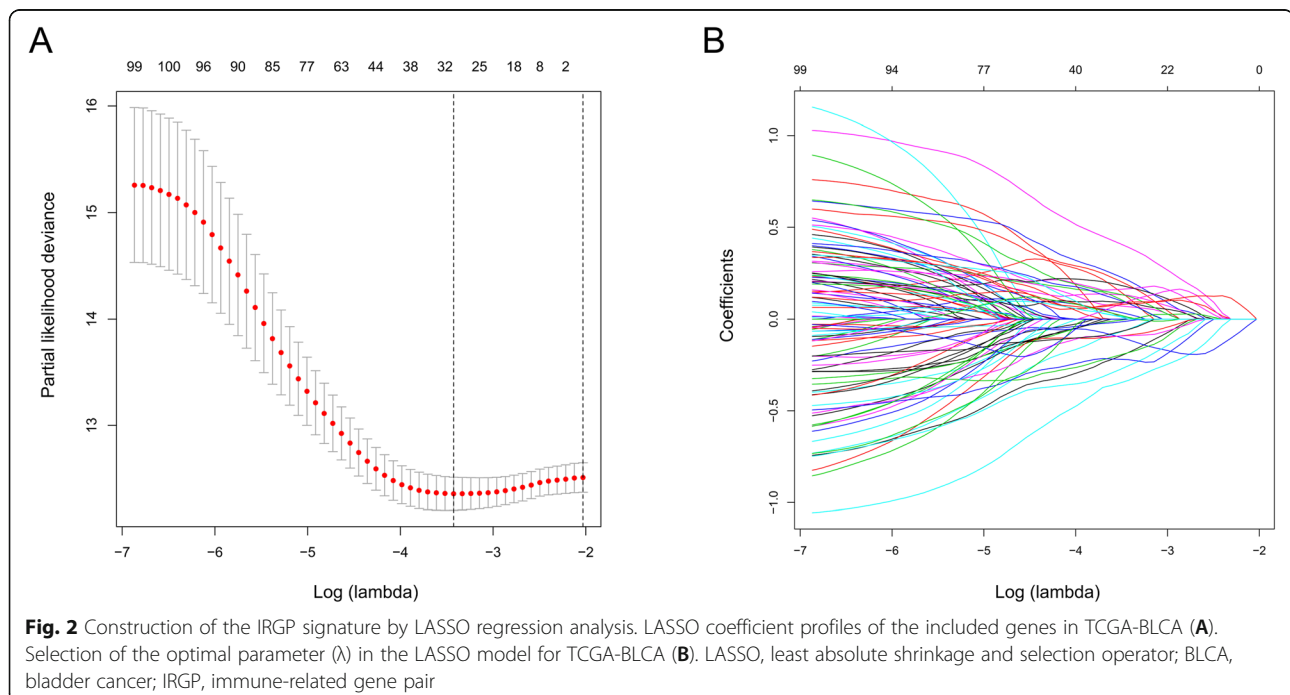 A
99 100 96 90 85 77 63 44 38 32 25 18 8 2
16
15
14
13
Partial likelihood deviance
−7 −6 −5 −4 −3 −2
Log (lambda)
B
99 94 77 40 22 0
1.0
0.5
0.0
−0.5
−1.0
Coefficients
−7 −6 −5 −4 −3 −2
Log (lambda)
Fig. 2 Construction of the IRGP signature by LASSO regression analysis. LASSO coefficient profiles of the included genes in TCGA-BLCA (A).
Selection of the optimal parameter (λ) in the LASSO model for TCGA-BLCA (B). LASSO, least absolute shrinkage and selection operator; BLCA,
bladder cancer; IRGP, immune-related gene pair